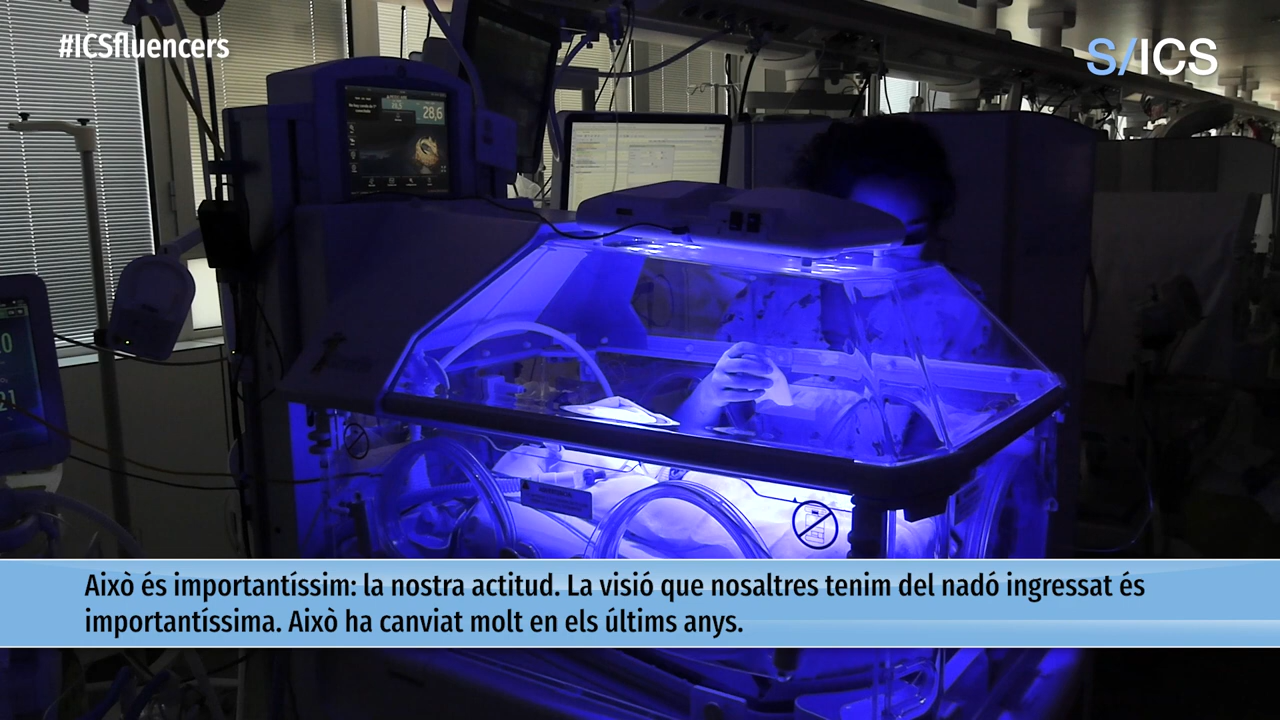 #ICSfluencers
S/ICS
28,6
Això és importantíssim: la nostra actitud. La visió que nosaltres tenim del nadó ingressat és
importantíssima. Això ha canviat molt en els últims anys.